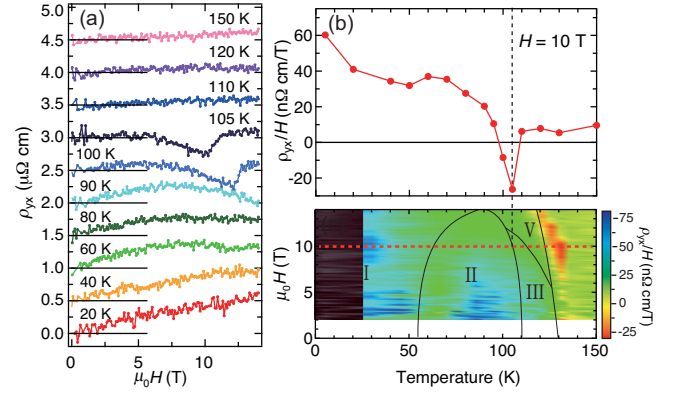 (a)
5.0
4.5
4.0
3.5
3.0
2.5
2.0
1.5
1.0
0.5
0.0
ρyx (μΩ cm)
150 K
120 K
110 K
105 K
100 K
90 K
80 K
60 K
40 K
20 K
0 5 10
μ0H (T)
(b)
60
40
20
0
-20
ρyx/H (nΩ cm/T)
H = 10 T
10
5
0
μ0H (T)
I
II
III
V
0 50 100 150
Temperature (K)
75
50
25
0
-25
ρyx/H (nΩ cm/T)